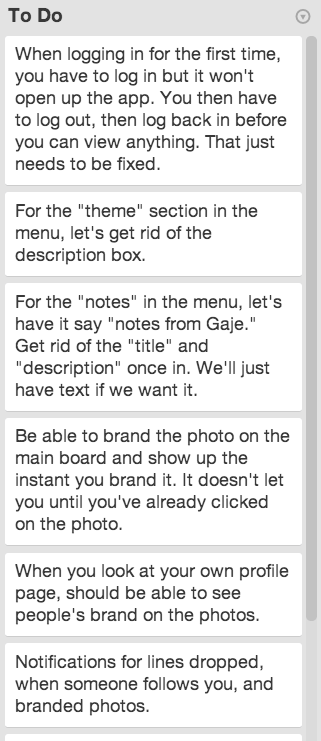 To Do
When logging in for the first time,
you have to log in but it won't
open up the app. You then have
to log out, then log back in before
you can view anything. That just
needs to be fixed.
For the "theme" section in the
menu, let's get rid of the
description box.
For the "notes" in the menu, let's
have it say "notes from Gaje."
Get rid of the "title" and
"description" once in. We'll just
have text if we want it.
Be able to brand the photo on the
main board and show up the
instant you brand it. It doesn't let
you until you've already clicked
on the photo.
When you look at your own profile
page, should be able to see
people's brand on the photos.
Notifications for lines dropped,
when someone follows you, and
branded photos.